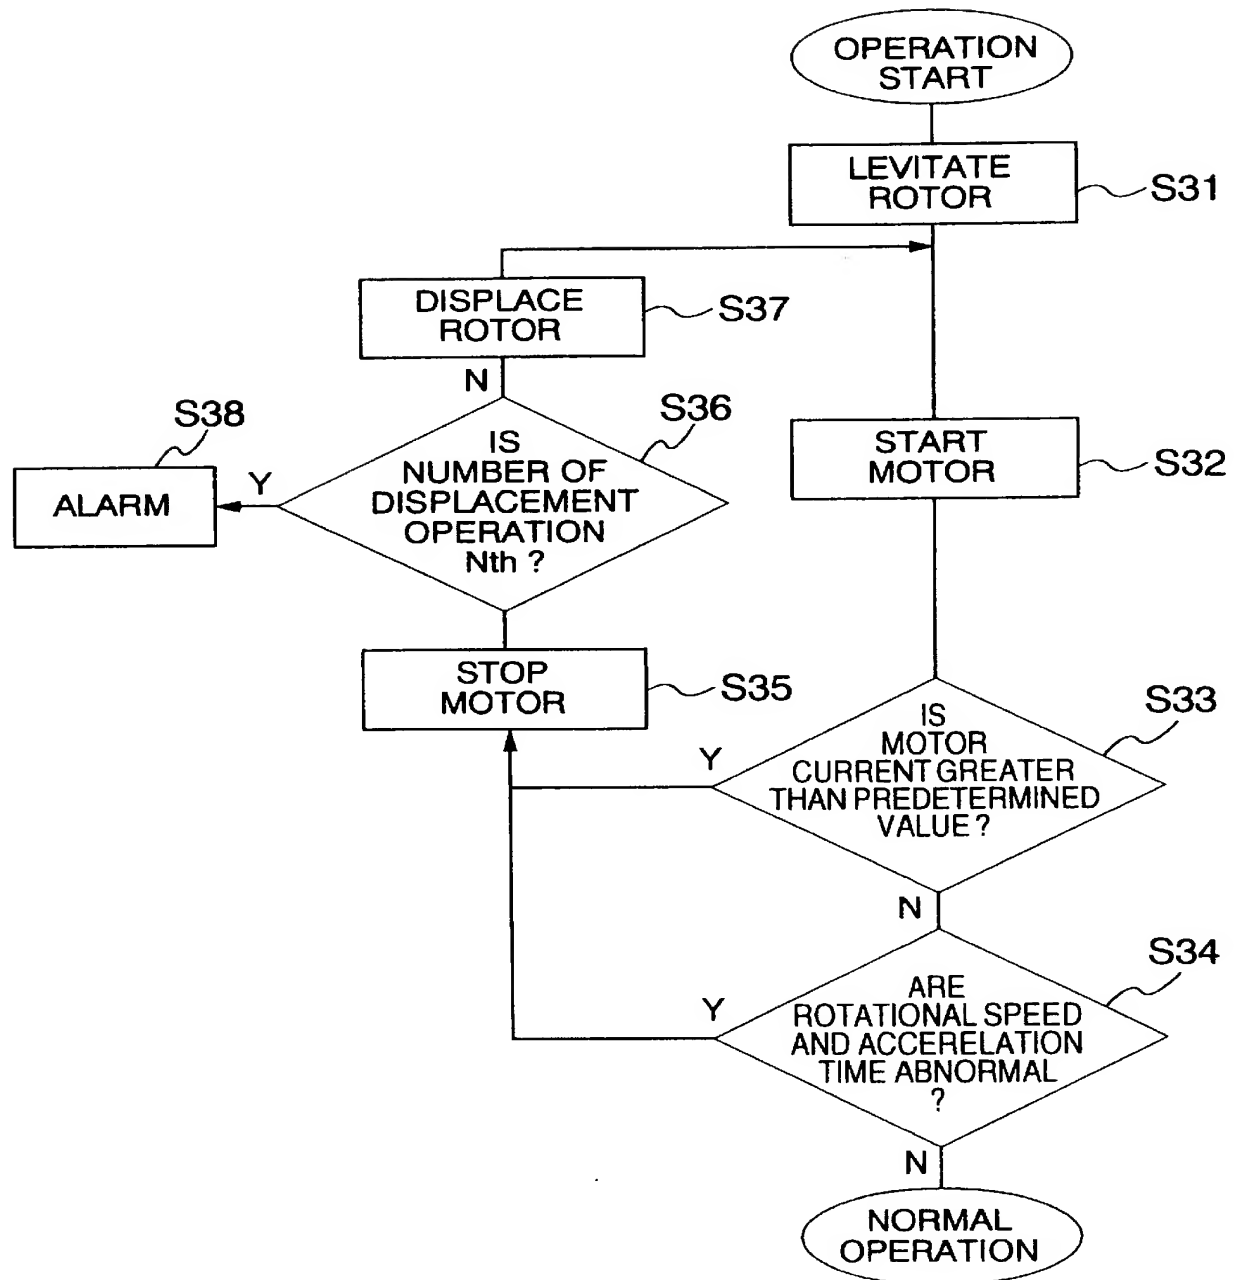 OPERATION
START
LEVITATE
ROTOR
S31
DISPLACE
ROTOR
S37
N
S38
S36
IS
NUMBER OF
DISPLACEMENT
OPERATION
Nth ?
Y
ALARM
START
MOTOR
S32
STOP
MOTOR
S35
S33
IS
MOTOR
CURRENT GREATER
THAN PREDETERMINED
VALUE ?
Y
N
S34
ARE
ROTATIONAL SPEED
AND ACCERELATION
TIME ABNORMAL
?
Y
N
NORMAL
OPERATION